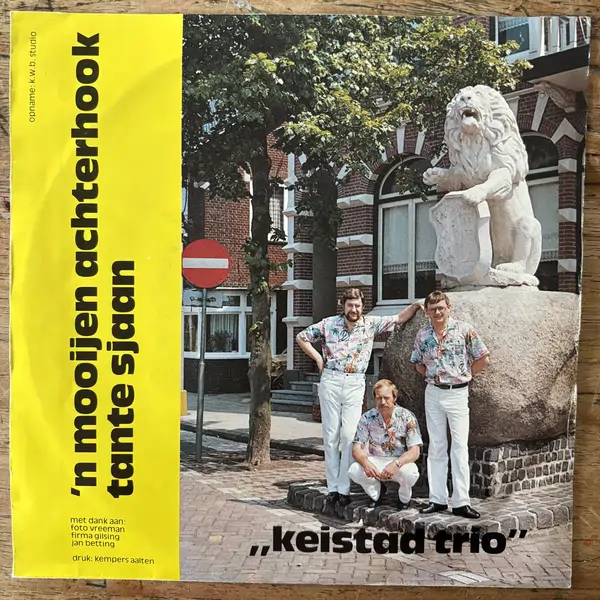 opname: k.w.b. studio
'n mooijen achterhook
tante sjaan
met dank aan:
foto vreeman
firma gilsing
jan betting
druk: kempers aalten
,,keistad trio''